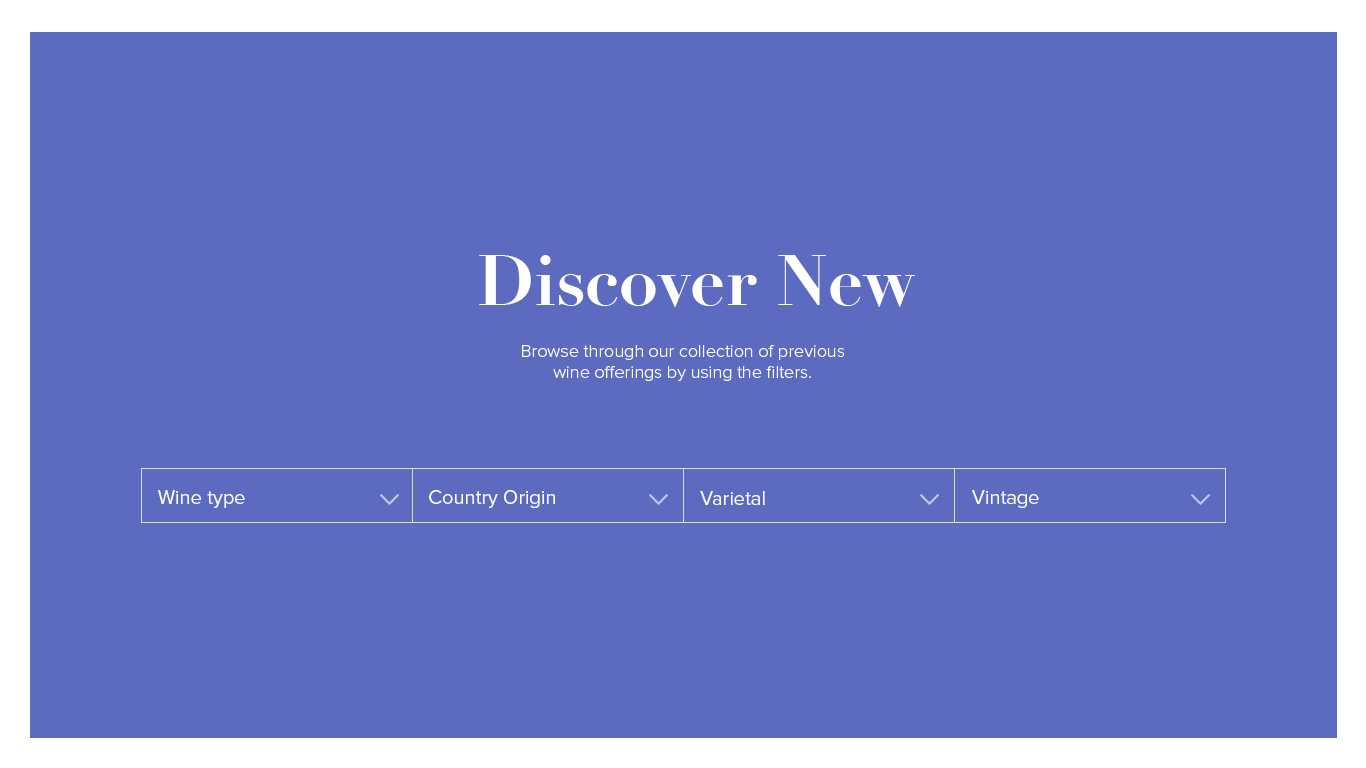 Discover New
Browse through our collection of previous
wine offerings by using the filters.
Wine type
Country Origin
Varietal
Vintage